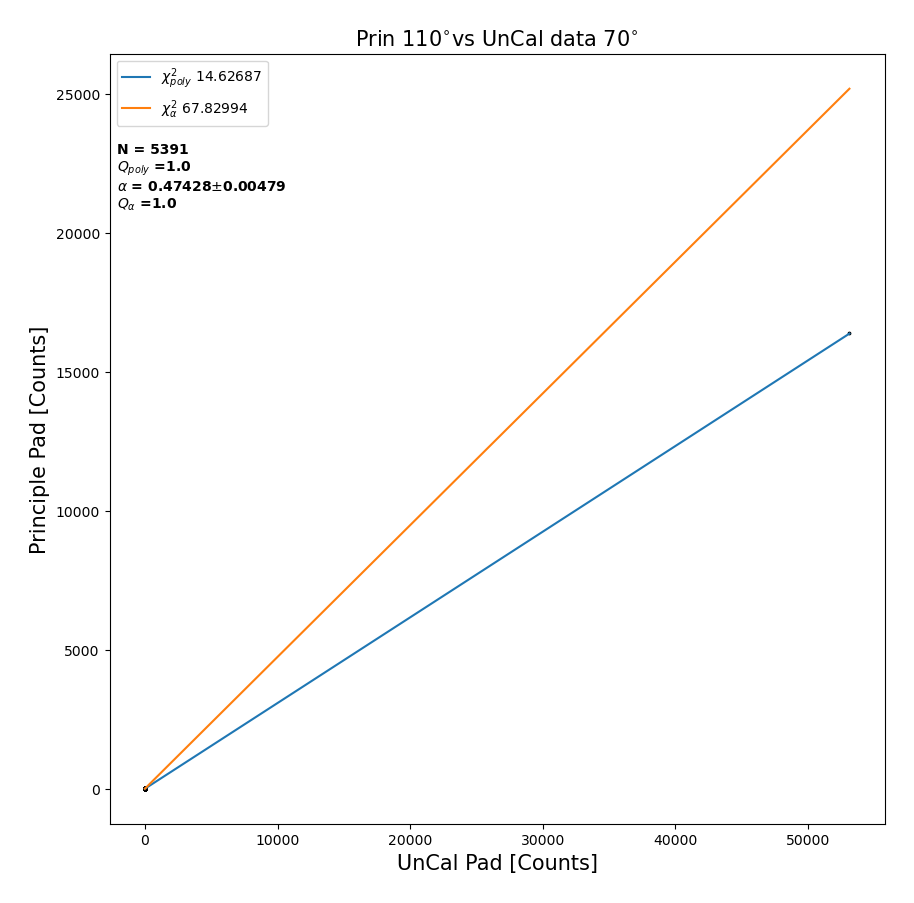 Prin 110°vs UnCal data 70°
χ²poly 14.62687
χ²α 67.82994
N = 5391
Qpoly =1.0
α = 0.47428±0.00479
Qα =1.0
25000
20000
15000
10000
5000
0
Principle Pad [Counts]
0 10000 20000 30000 40000 50000
UnCal Pad [Counts]